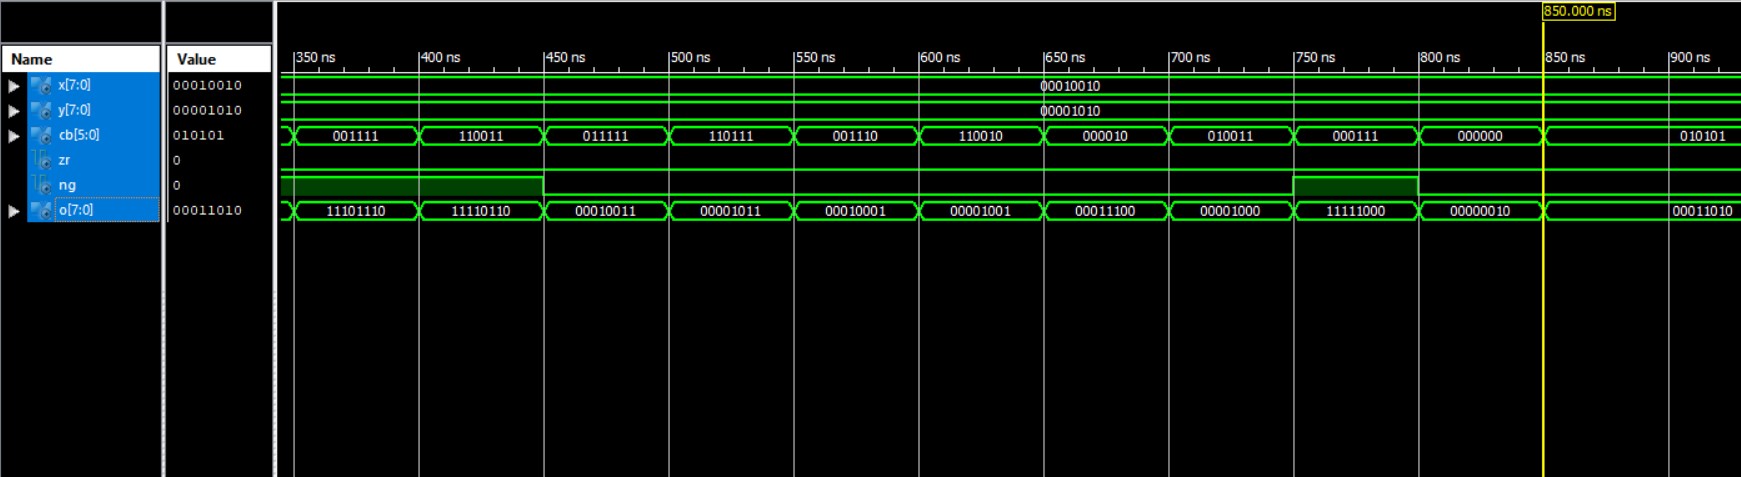 850.000 ns
Name Value 350 ns 400 ns 450 ns 500 ns 550 ns 600 ns 650 ns 700 ns 750 ns 800 ns 850 ns 900 ns
x[7:0] 00010010 00010010
y[7:0] 00001010 00001010
cb[5:0] 010101 001111 110011 011111 110111 001110 110010 000010 010011 000111 000000 010101
zr 0
ng 0
o[7:0] 00011010 11101110 11110110 00010011 00001011 00010001 00001001 00011100 00001000 11111000 00000010 00011010